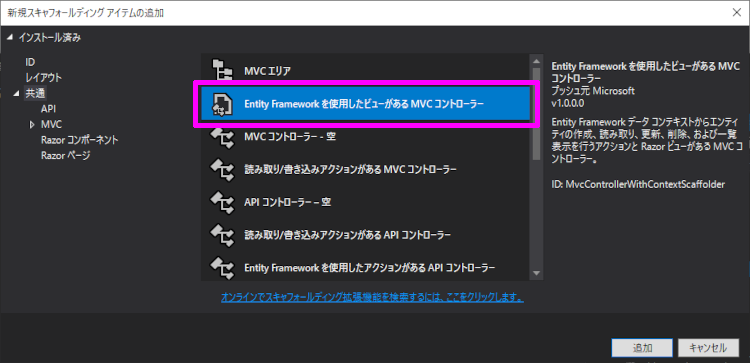 新規スキャフォールディング アイテムの追加
インストール済み
ID
レイアウト
共通
API
MVC
Razor コンポーネント
Razor ページ
MVC エリア
Entity Framework を使用したビューがある MVC コントローラー
MVC コントローラー - 空
読み取り/書き込みアクションがある MVC コントローラー
API コントローラー – 空
読み取り/書き込みアクションがある API コントローラー
Entity Framework を使用したアクションがある API コントローラー
オンラインでスキャフォールディング拡張機能を検索するには、ここをクリックします。
Entity Framework を使用したビューがある MVC
コントローラー
プッシュ元 Microsoft
v1.0.0.0
Entity Framework データ コンテキストからエンティ
ティの作成、読み取り、更新、削除、および一覧
表示を行うアクションと Razor ビューがある MVC コ
ントローラー。
ID: MvcControllerWithContextScaffolder
追加
キャンセル